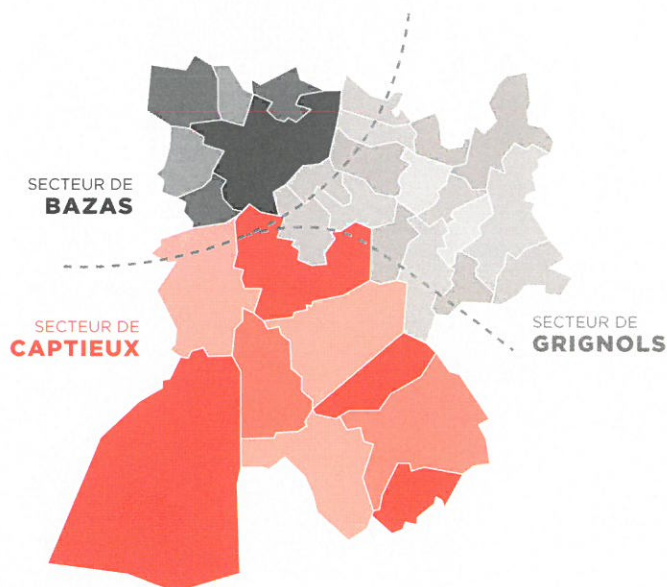 SECTEUR DE
BAZAS
SECTEUR DE
CAPTIEUX
SECTEUR DE
GRIGNOLS